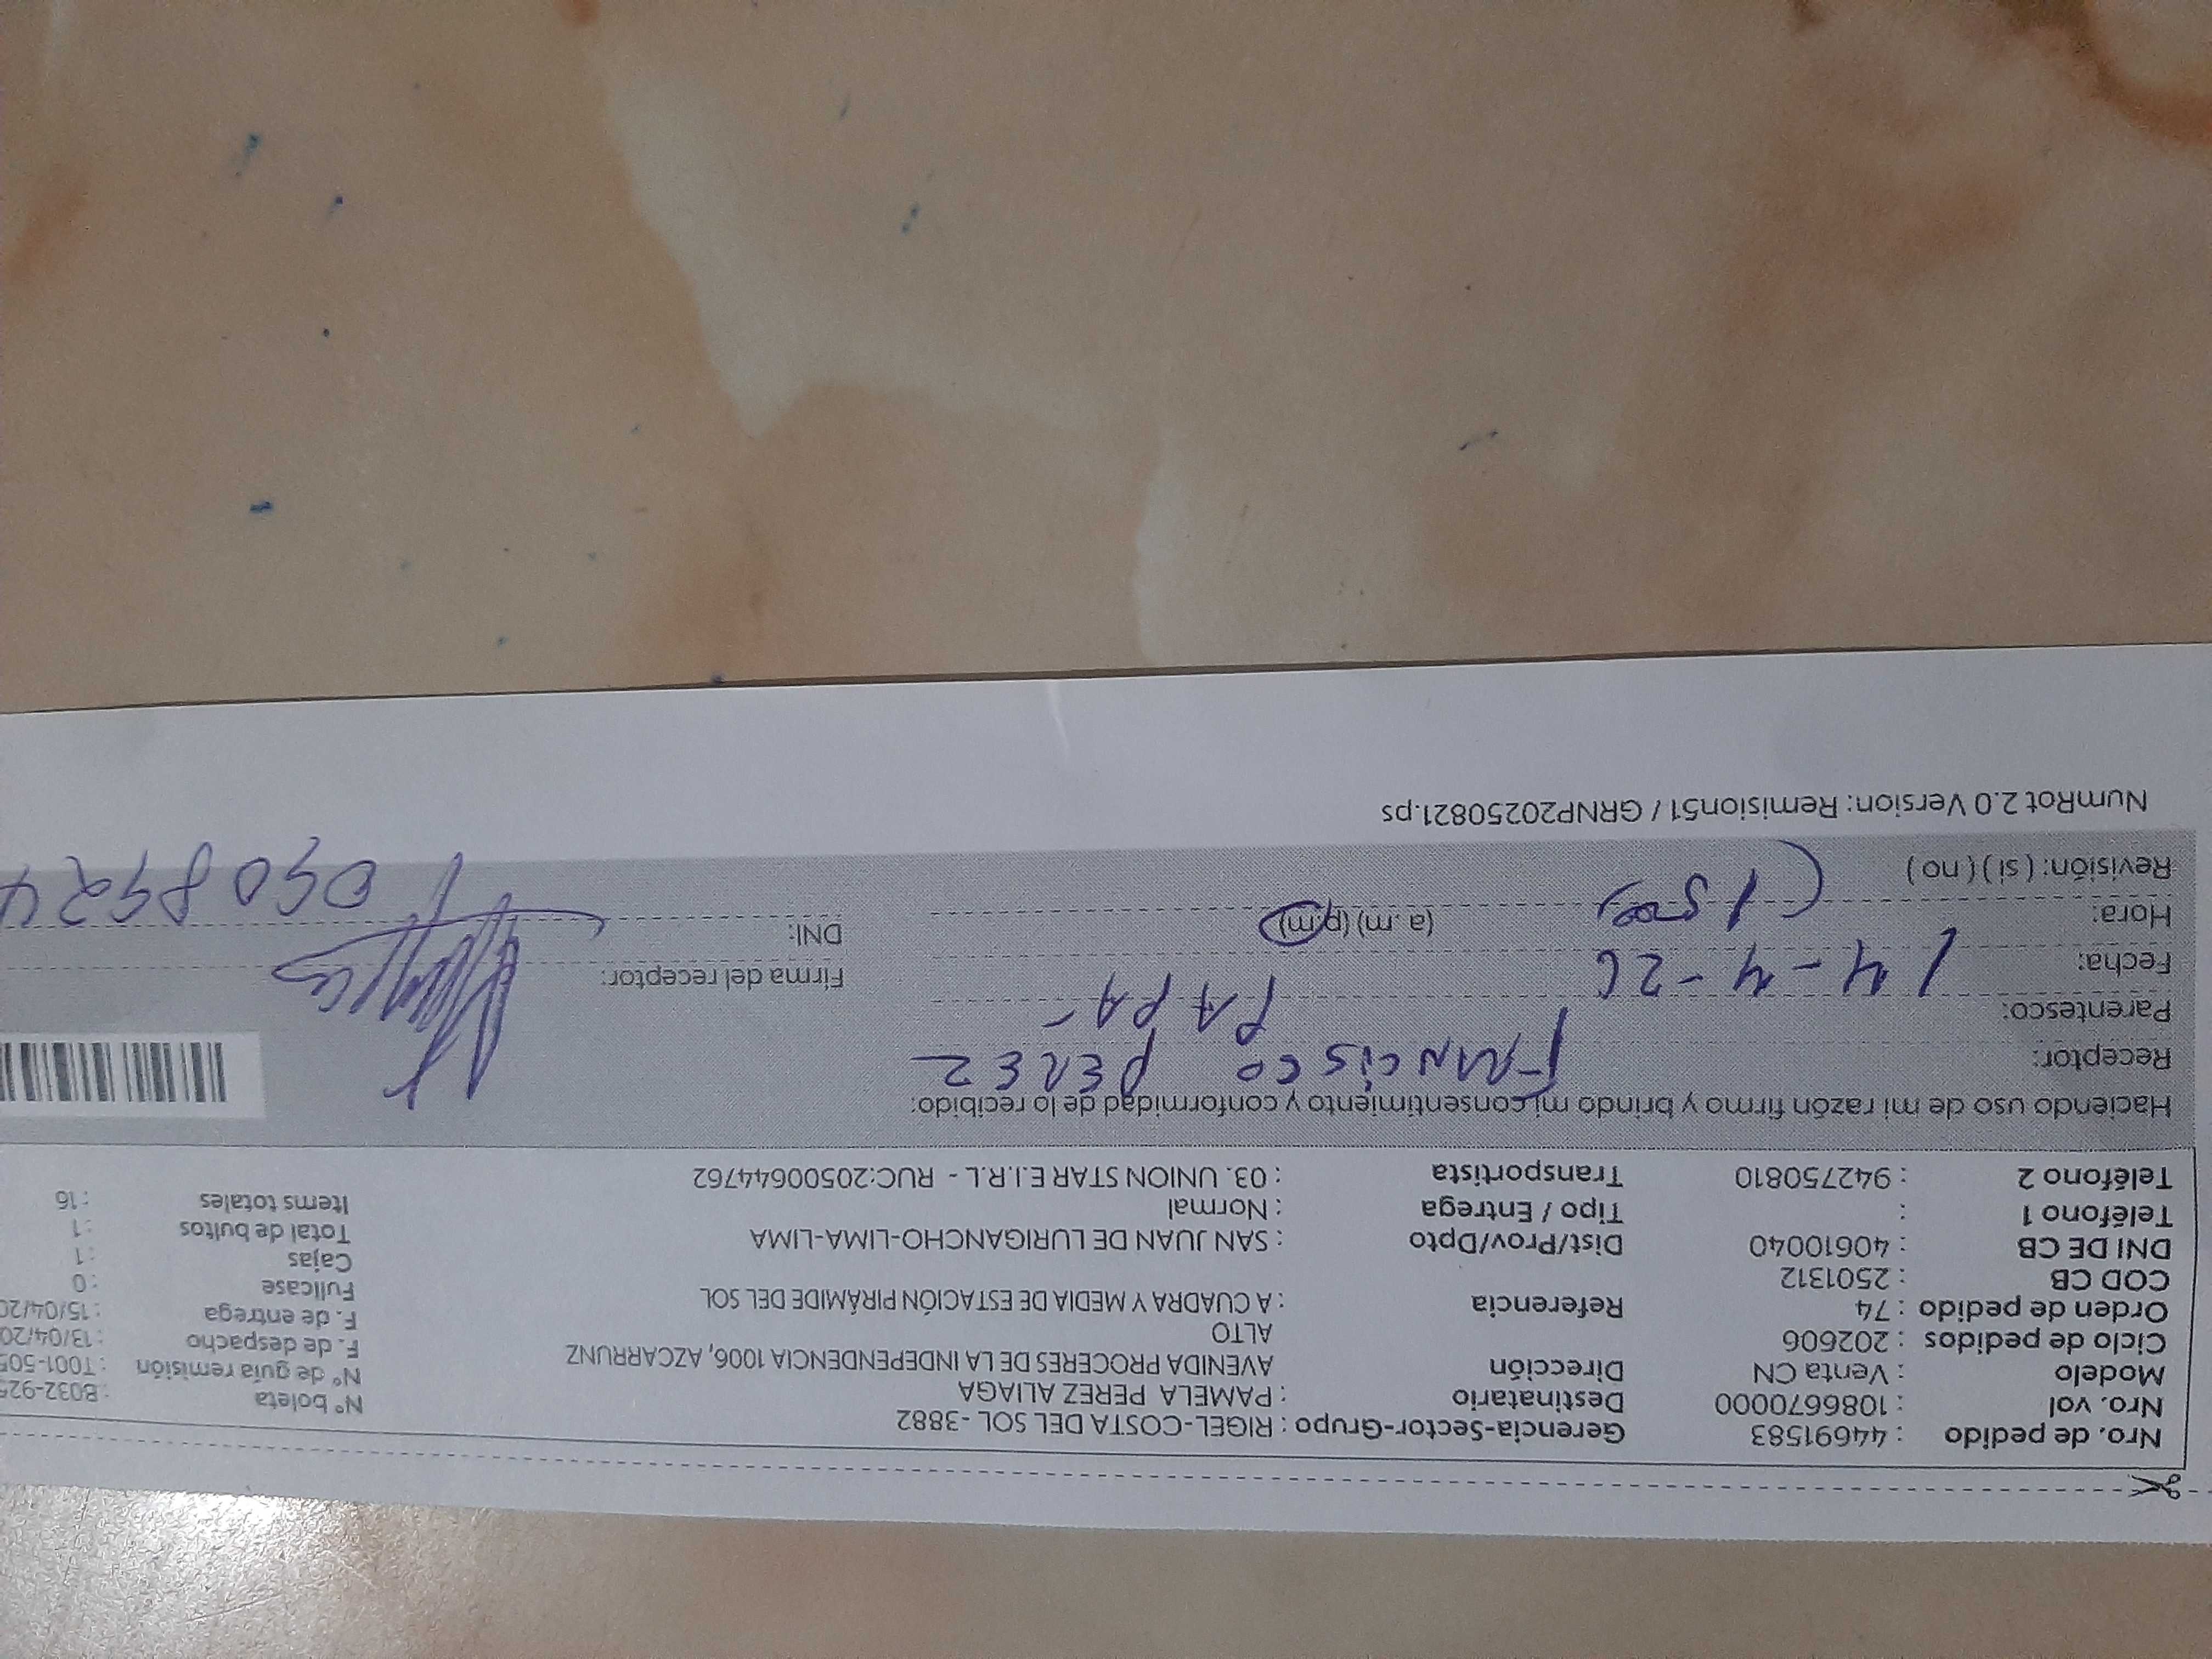 Nro. de pedido : 44691583 Gerencia-Sector-Grupo : RIGEL-COSTA DEL SOL -3882
Nro. vol : 1086670000 Destinatario : PAMELA PEREZ ALIAGA Nº boleta : B032-925
Modelo : Venta CN Dirección AVENIDA PROCERES DE LA INDEPENDENCIA 1006, AZCARRUNZ Nº de guía remisión : T001-505
Ciclo de pedidos : 202606 ALTO F. de despacho : 13/04/20
Orden de pedido : 74 Referencia : A CUADRA Y MEDIA DE ESTACIÓN PIRÁMIDE DEL SOL F. de entrega : 15/04/20
COD CB : 2501312 Fullcase : 0
DNI DE CB : 40610040 Dist/Prov/Dpto : SAN JUAN DE LURIGANCHO-LIMA-LIMA Cajas : 1
Teléfono 1 : Tipo / Entrega : Normal Total de bultos : 1
Teléfono 2 : 942750810 Transportista : 03. UNION STAR E.I.R.L - RUC:20500644762 Items totales : 16
Haciendo uso de mi razón firmo y brindo mi consentimiento y conformidad de lo recibido:
Receptor: FRANCISCO PEREZ
Parentesco: PAPA
Fecha: 14-4-26 Firma del receptor:
Hora: (a.m) (p.m) DNI:
Revisión: ( si ) ( no )
NumRot 2.0 Version: Remision51 / GRNP20250821.ps